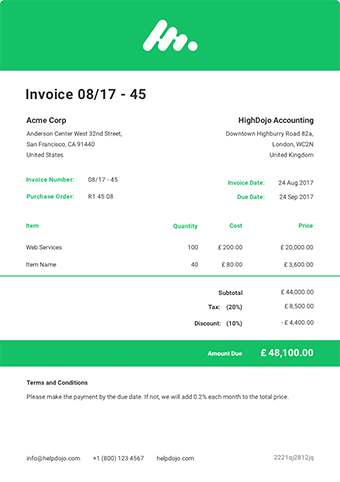 Invoice 08/17 - 45
Acme Corp
Anderson Center West 32nd Street,
San Francisco, CA 91440
United States
HighDojo Accounting
Downtown Highburry Road 82a,
London, WC2N
United Kingdom
Invoice Number: 08/17 - 45
Purchase Order: R1 45 08
Invoice Date: 24 Aug 2017
Due Date: 24 Sep 2017
Item Quantity Cost Price
Web Services 100 £ 200.00 £ 20,000.00
Item Name 40 £ 80.00 £ 3,600.00
Subtotal £ 44,000.00
Tax: (20%) £ 8,500.00
Discount: (10%) - £ 4,400.00
Amount Due £ 48,100.00
Terms and Conditions
Please make the payment by the due date. If not, we will add 0.2% each month to the total price.
info@helpdojo.com +1 (800) 123 4567 helpdojo.com 2221qj2812jq